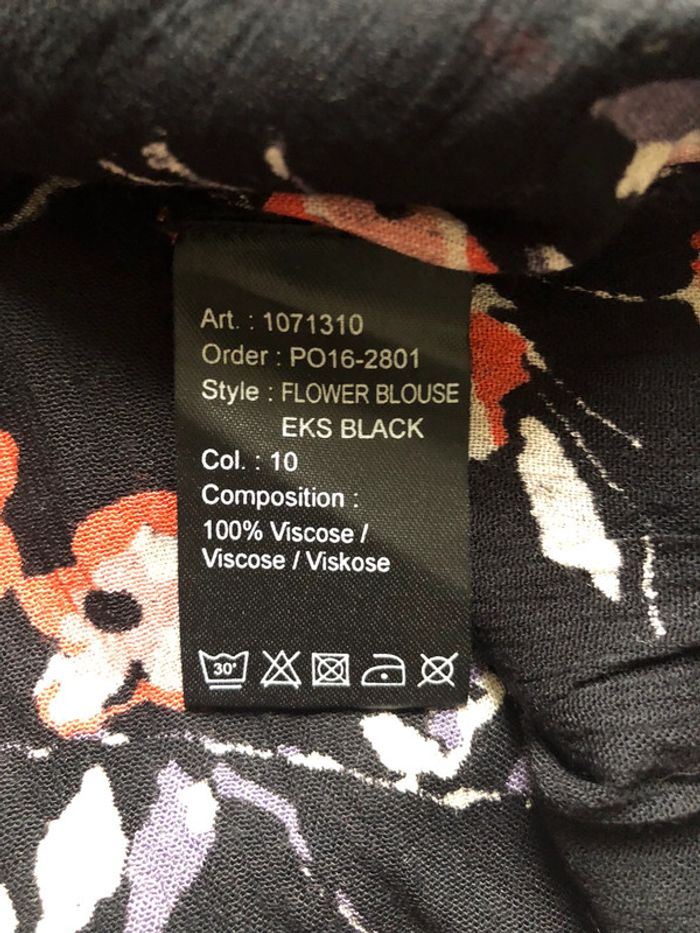 Art. : 1071310
Order : PO16-2801
Style : FLOWER BLOUSE
EKS BLACK
Col. : 10
Composition :
100% Viscose /
Viscose / Viskose
30°